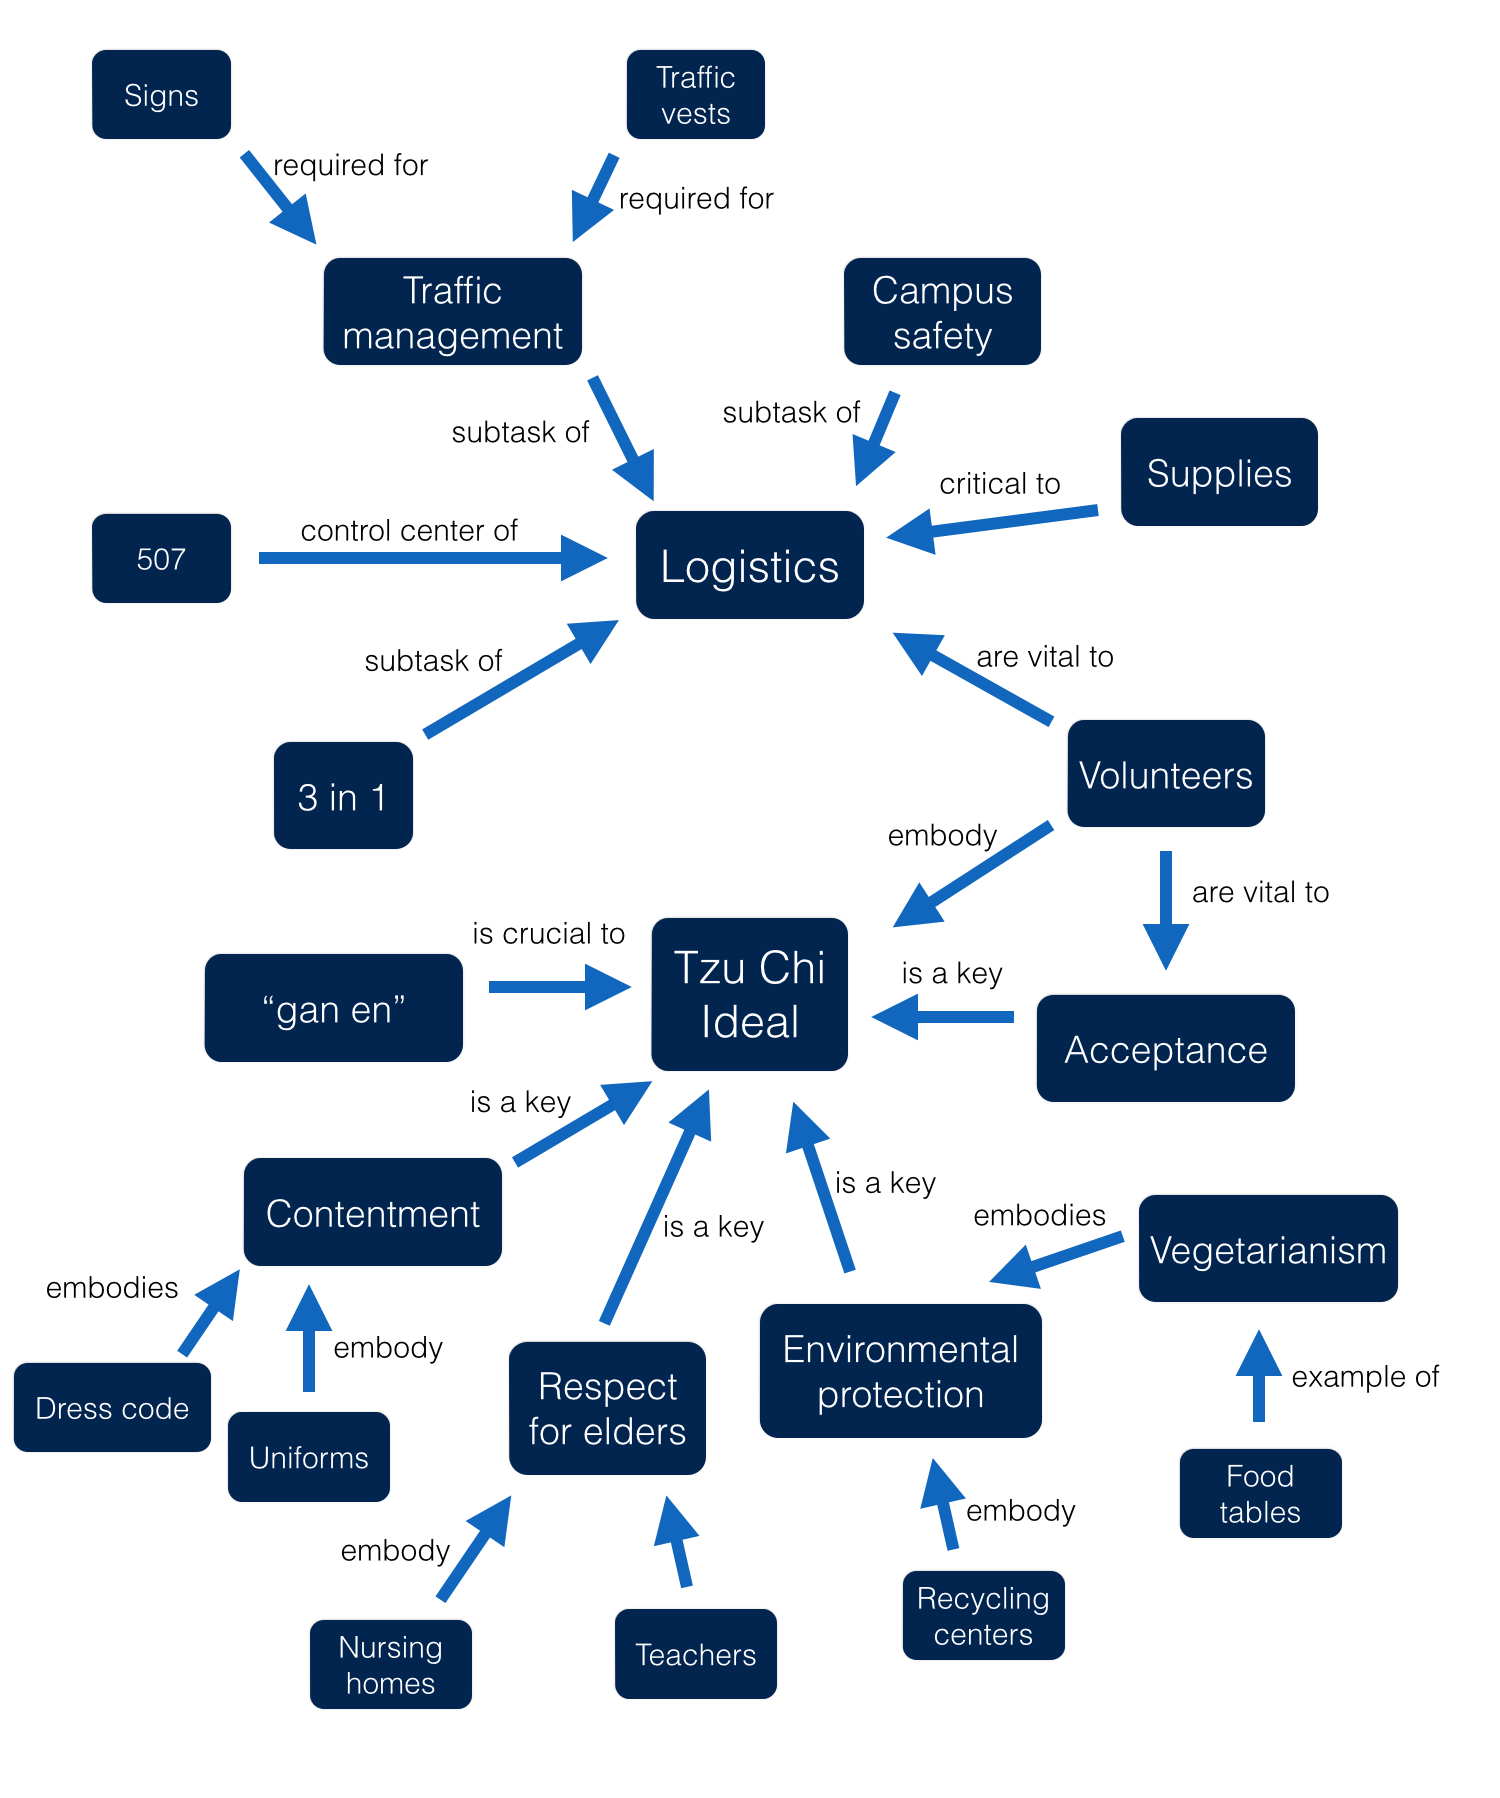 Signs
Traffic
vests
required for
required for
Traffic
management
Campus
safety
subtask of
subtask of
Supplies
critical to
507
control center of
Logistics
subtask of
are vital to
3 in 1
Volunteers
embody
are vital to
is crucial to
“gan en”
Tzu Chi
Ideal
is a key
Acceptance
is a key
Contentment
is a key
is a key
embodies
Vegetarianism
embodies
embody
Dress code
Uniforms
Respect
for elders
Environmental
protection
example of
Food
tables
embody
embody
Nursing
homes
Teachers
Recycling
centers